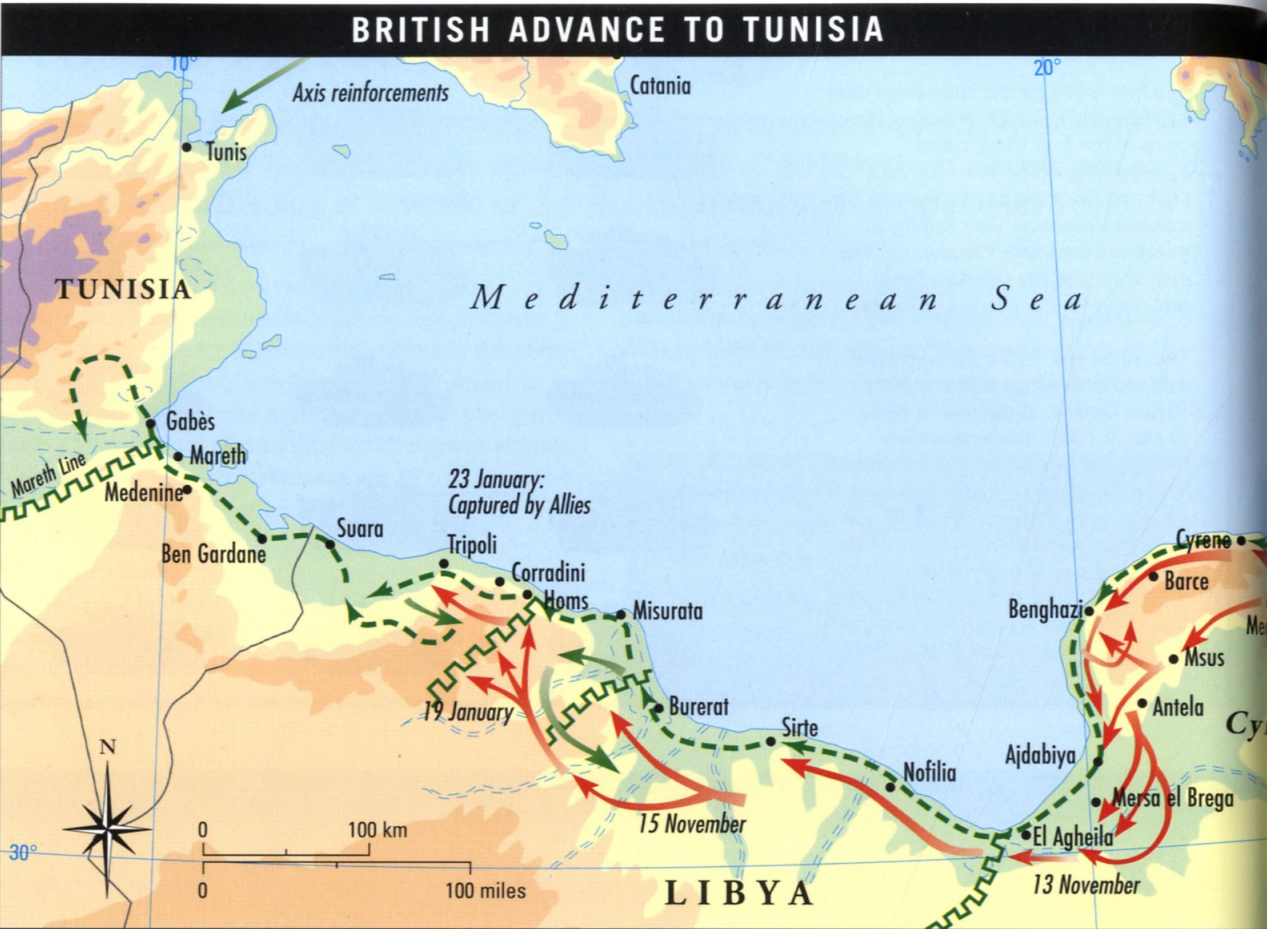 BRITISH ADVANCE TO TUNISIA
10°
20°
Axis reinforcements
Catania
Tunis
TUNISIA
Mediterranean Sea
Gabès
Mareth
Mareth Line
Medenine
23 January:
Captured by Allies
Suara
Tripoli
Ben Gardane
Corradini
Homs
Misurata
Cyrene
Barce
Benghazi
Msus
19 January
Burerat
Antela
Sirte
Ajdabiya
Nofilia
Mersa el Brega
N
0
100 km
15 November
El Agheila
30°
0
100 miles
LIBYA
13 November